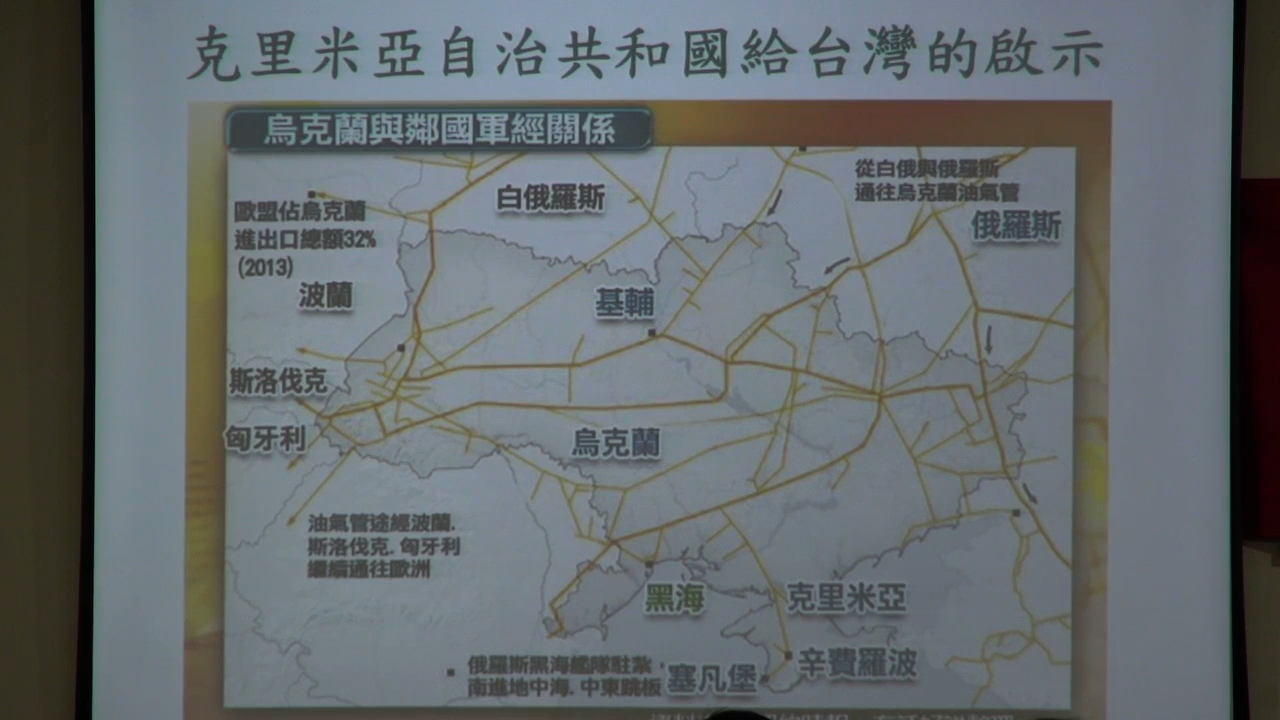 克里米亞自治共和國給台灣的啟示
烏克蘭與鄰國軍經關係
從白俄與俄羅斯
通往烏克蘭油氣管
白俄羅斯
俄羅斯
歐盟佔烏克蘭
進出口總額32%
(2013)
波蘭
基輔
斯洛伐克
匈牙利
烏克蘭
油氣管途經波蘭.
斯洛伐克.匈牙利
繼續通往歐洲
黑海
克里米亞
辛費羅波
俄羅斯黑海艦隊駐紮,
南進地中海.中東跳板
塞凡堡